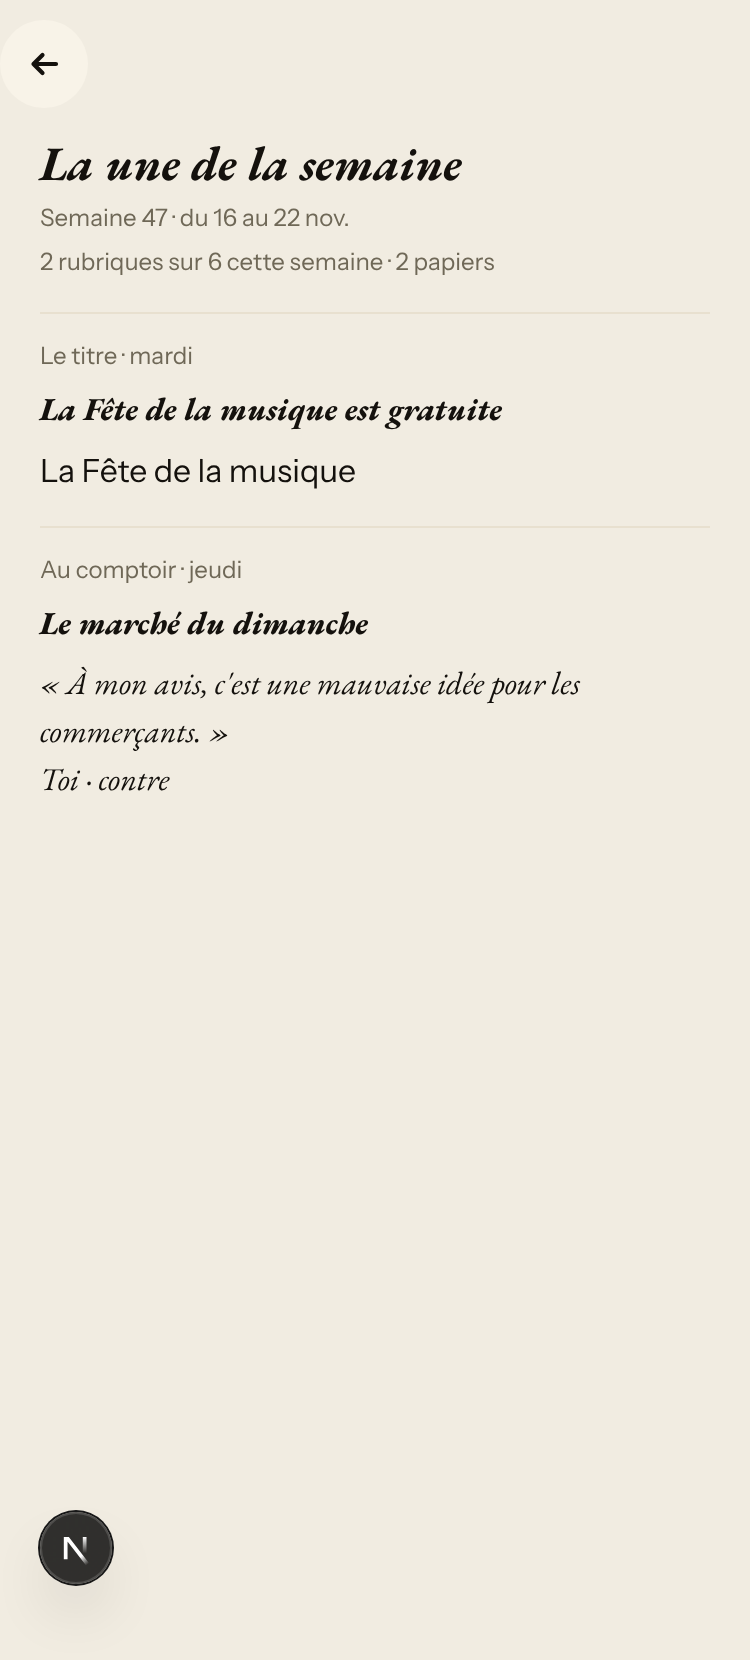 La une de la semaine
Semaine 47 · du 16 au 22 nov.
2 rubriques sur 6 cette semaine · 2 papiers
Le titre · mardi
La Fête de la musique est gratuite
La Fête de la musique
Au comptoir · jeudi
Le marché du dimanche
« À mon avis, c'est une mauvaise idée pour les
commerçants. »
Toi · contre
N